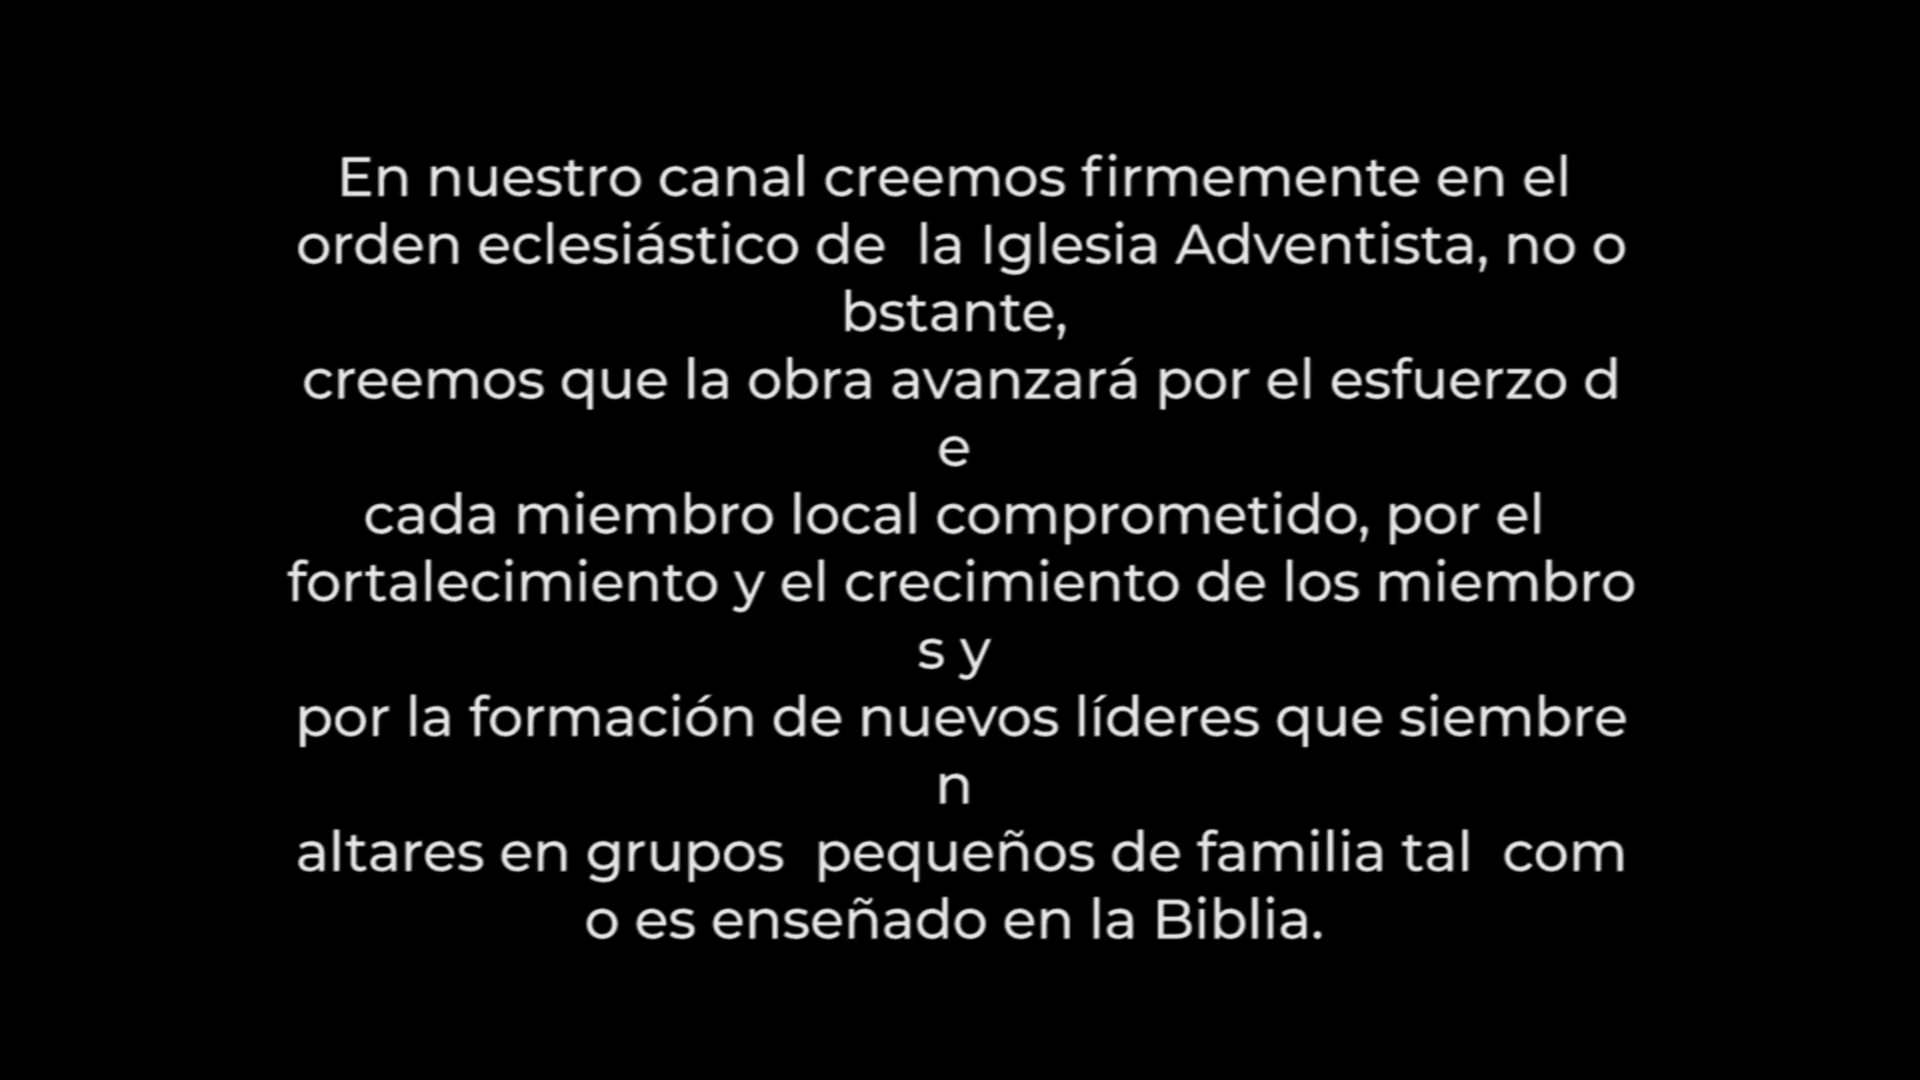 En nuestro canal creemos firmemente en el
orden eclesiástico de  la Iglesia Adventista, no o
bstante,
creemos que la obra avanzará por el esfuerzo d
e
cada miembro local comprometido, por el
fortalecimiento y el crecimiento de los miembro
s y
por la formación de nuevos líderes que siembre
n
altares en grupos  pequeños de familia tal  com
o es enseñado en la Biblia.